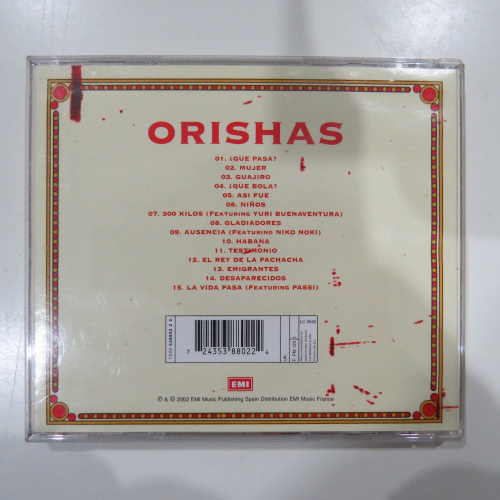 ORISHAS
01. ¿QUE PASA?
02. MUJER
03. GUAJIRO
04. ¿QUE BOLA?
05. ASI FUE
06. NIÑOS
07. 300 KILOS (FEATURING YURI BUENAVENTURA)
08. GLADIADORES
09. AUSENCIA (FEATURING NIKO NOKI)
10. HABANA
11. TESTIMONIO
12. EL REY DE LA PACHACHA
13. EMIGRANTES
14. DESAPARECIDOS
15. LA VIDA PASA (FEATURING PASSI)
7 24353 88022 4
EMI
℗ & © 2002 EMI Music Publishing Spain Distribution EMI Music France